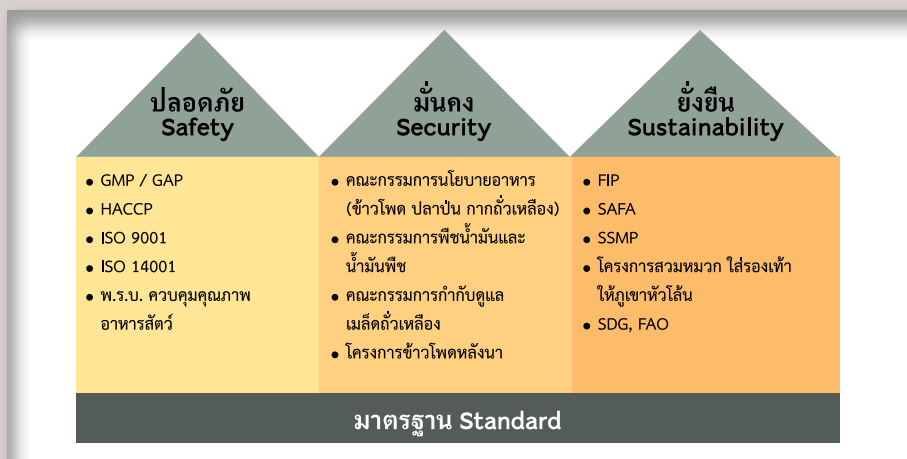 ปลอดภัย
Safety
มั่นคง
Security
ยั่งยืน
Sustainability
• GMP / GAP
• HACCP
• ISO 9001
• ISO 14001
• พ.ร.บ. ควบคุมคุณภาพ
อาหารสัตว์
• คณะกรรมการนโยบายอาหาร
(ข้าวโพด ปลาป่น กากถั่วเหลือง)
• คณะกรรมการพืชน้ำมันและ
น้ำมันพืช
• คณะกรรมการกำกับดูแล
เมล็ดถั่วเหลือง
• โครงการข้าวโพดหลังนา
• FIP
• SAFA
• SSMP
• โครงการสวมหมวก ใส่รองเท้า
ให้ภูเขาหัวโล้น
• SDG, FAO
มาตรฐาน Standard